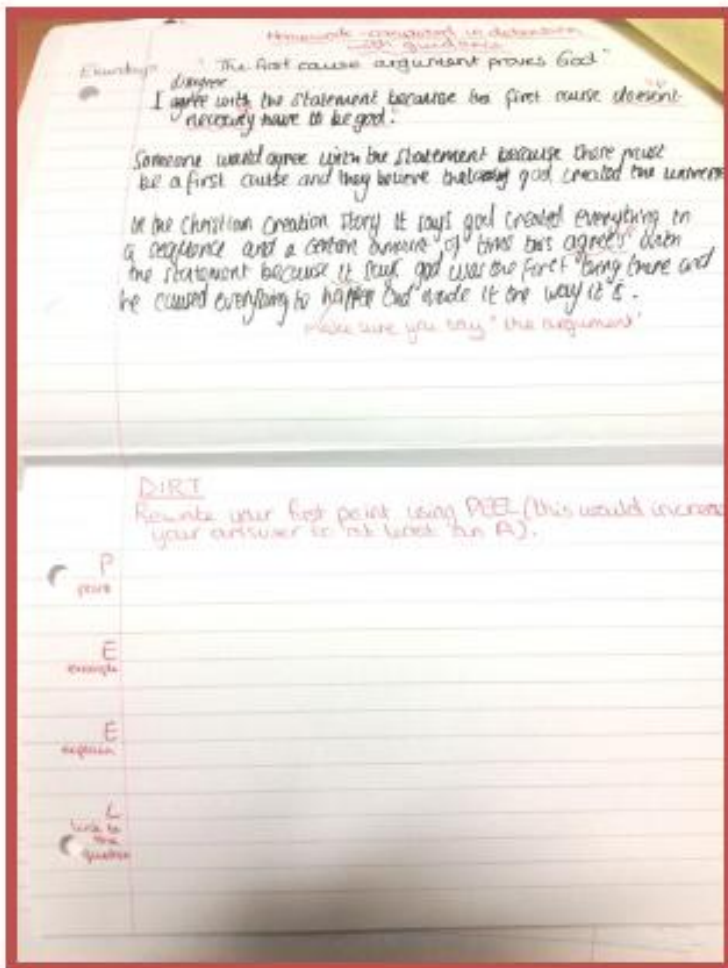 Homework - completed in detention
with guidance
"The first cause argument proves God"
disagree
I agree with the statement because the first cause doesent
necessary have to be god.
Someone would agree with the statement because there must
be a first cause and they believe that god created the universe
In the Christian creation story it says god created everything in
a sequence and a certain amount of time this agree's with
the statement because it says god was the first thing there and
he caused everything to happen and made it the way it is.
make sure you say "the argument"
DIRT
Rewrite your first point using PEEL (this would increase
your answer to at least an A).
P
point
E
example
E
explain
L
link to
the
question